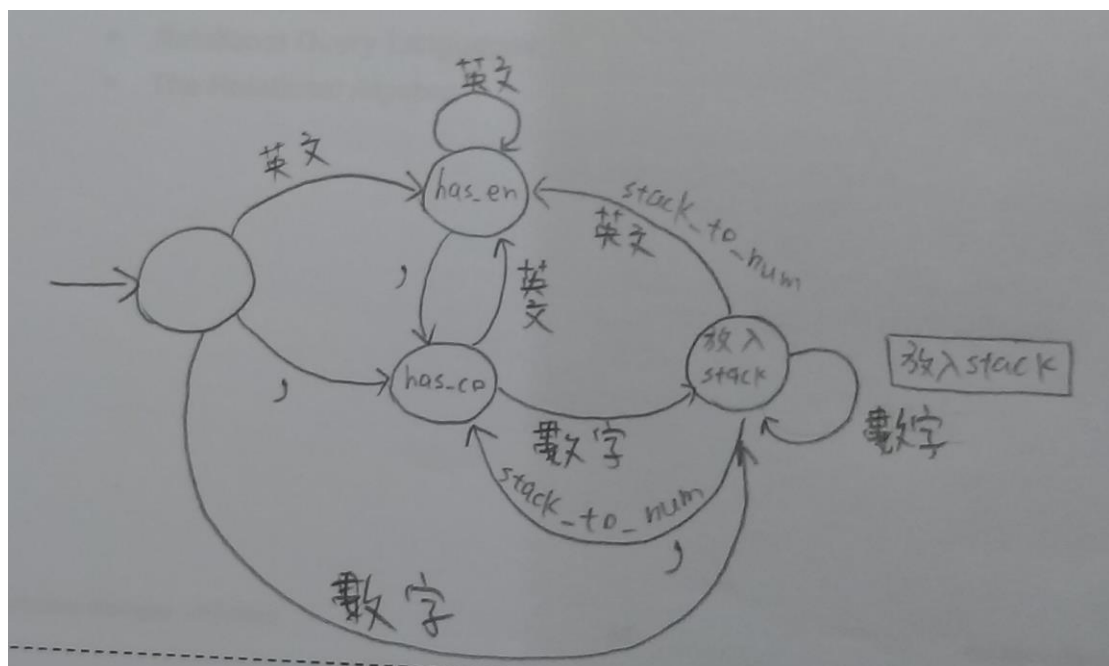 英文
英文
has_en
stack_to_num
英文
,
英文
放入
stack
放入stack
,
has_co
數字
數字
stack_to_num
,
數字